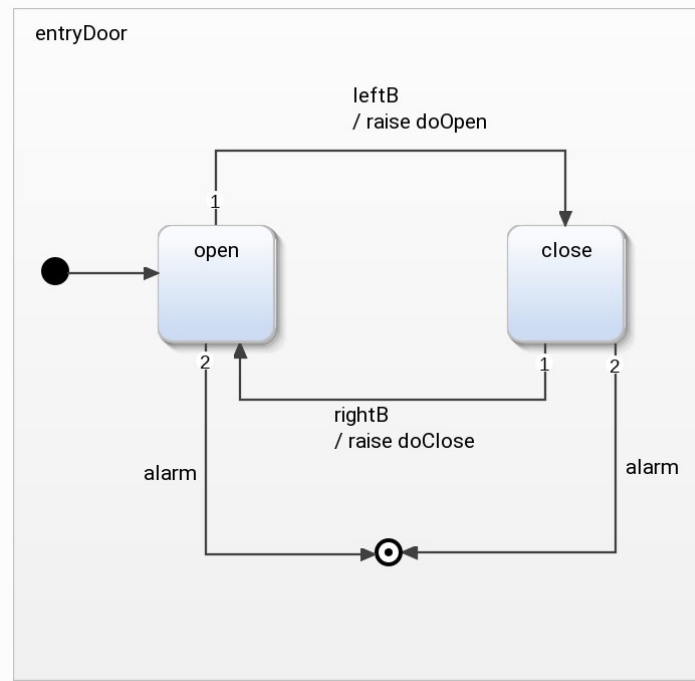 entryDoor
leftB
/ raise doOpen
1
open
close
2
1
2
rightB
/ raise doClose
alarm
alarm